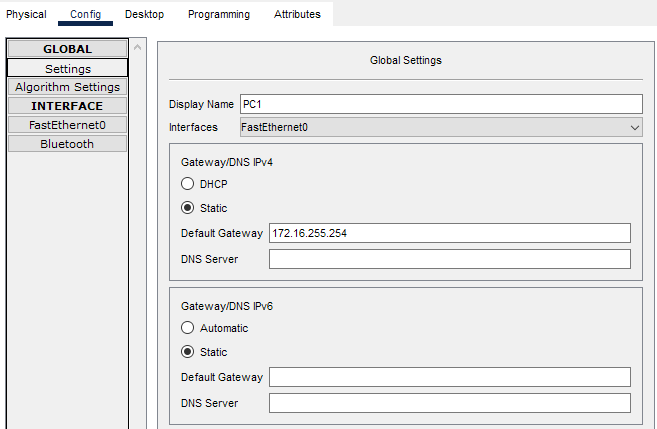 Physical Config Desktop Programming Attributes
GLOBAL
Settings
Algorithm Settings
INTERFACE
FastEthernet0
Bluetooth
Global Settings
Display Name PC1
Interfaces FastEthernet0
Gateway/DNS IPv4
DHCP
Static
Default Gateway 172.16.255.254
DNS Server
Gateway/DNS IPv6
Automatic
Static
Default Gateway
DNS Server